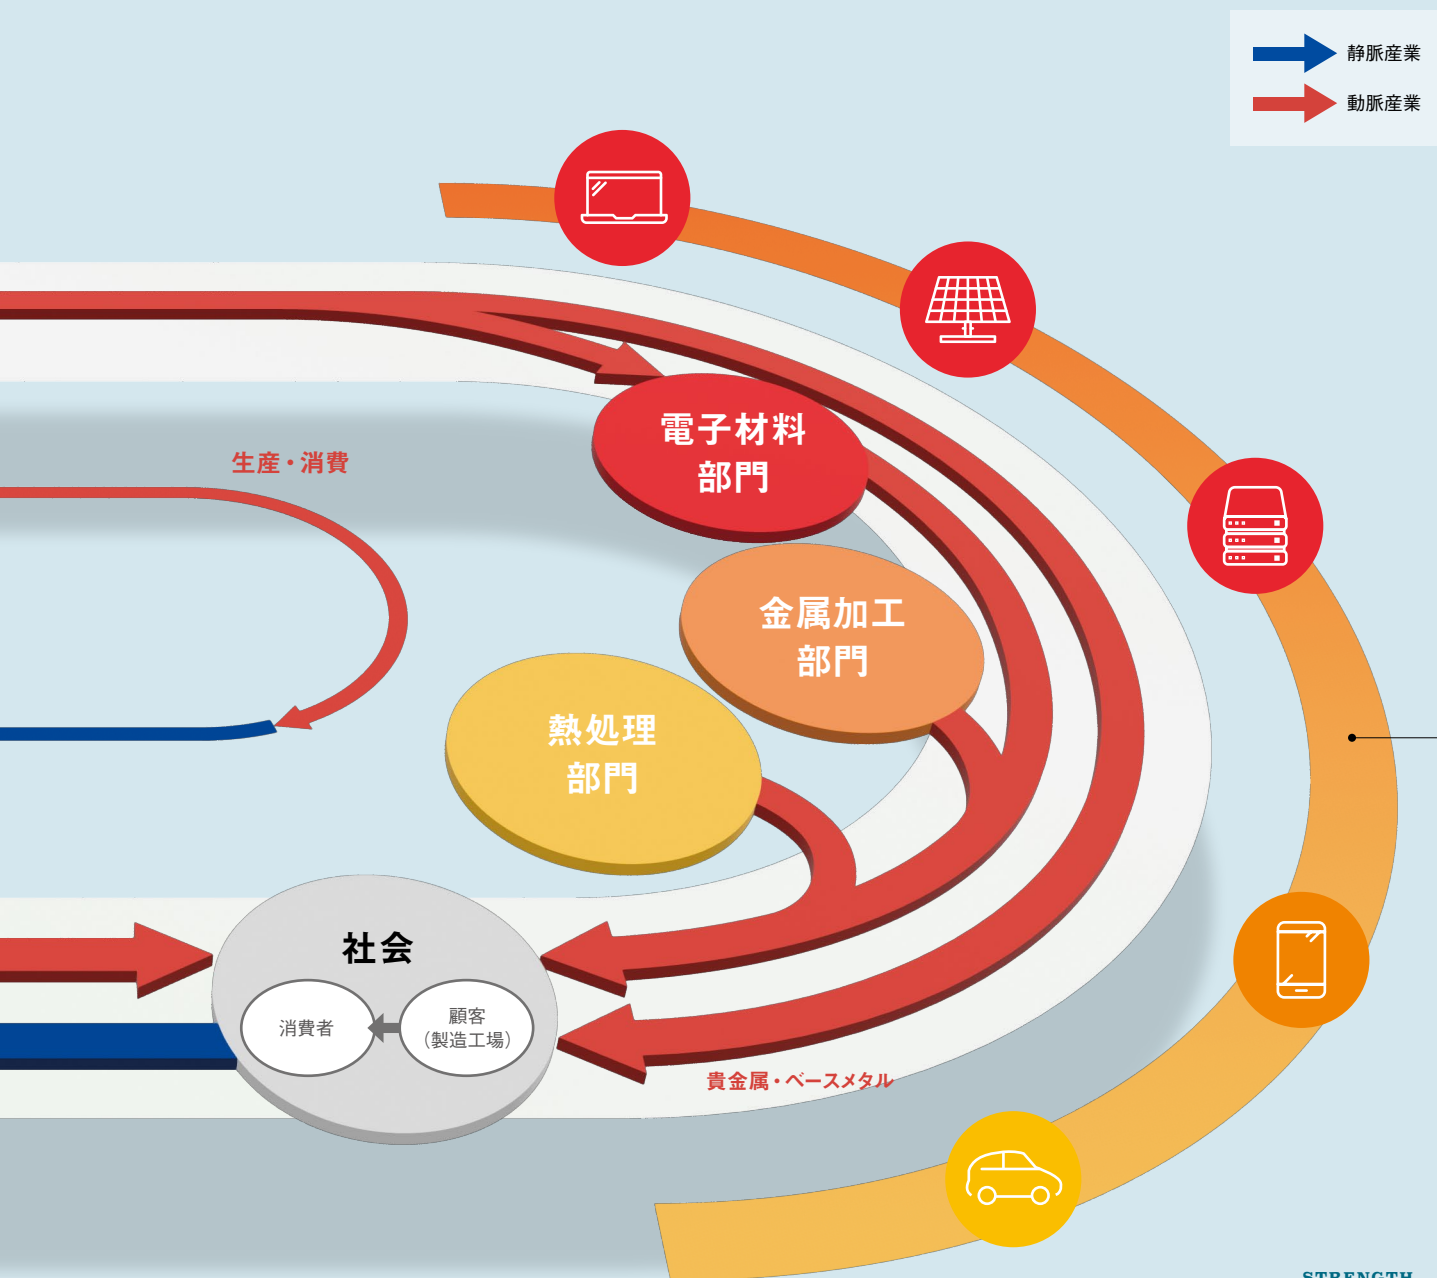 静脈産業
動脈産業
電子材料
部門
生産・消費
金属加工
部門
熱処理
部門
社会
消費者
顧客
（製造工場）
貴金属・ベースメタル
STRENGTH